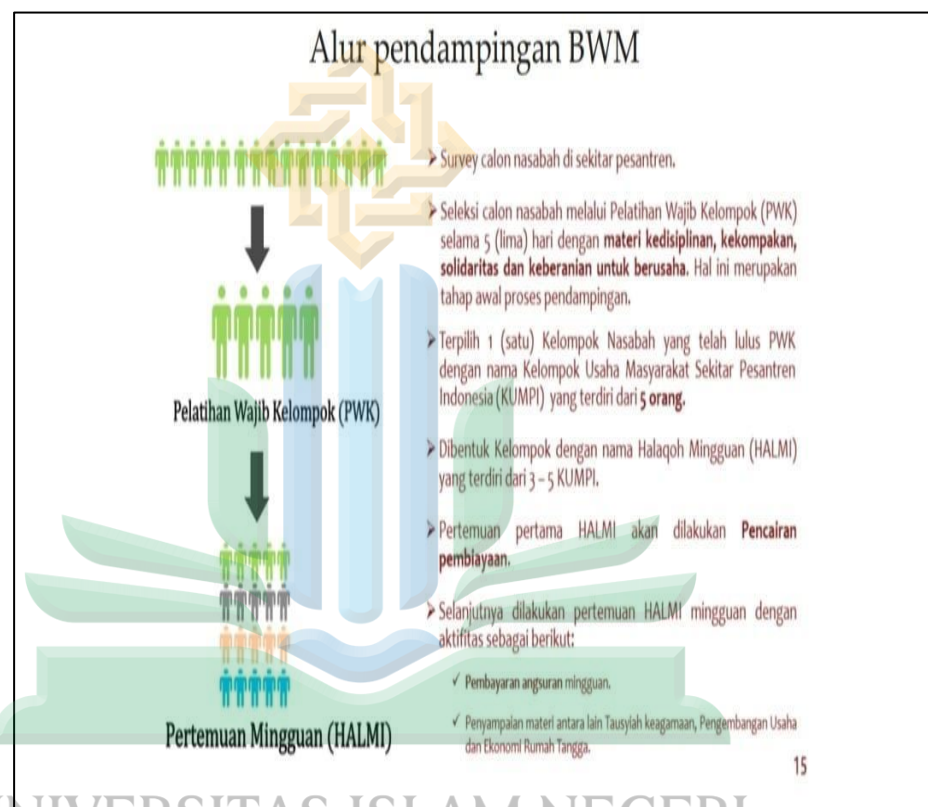 Alur pendampingan BWM
➤ Survey calon nasabah di sekitar pesantren.
➤ Seleksi calon nasabah melalui Pelatihan Wajib Kelompok (PWK)
selama 5 (lima) hari dengan materi kedisiplinan, kekompakan,
solidaritas dan keberanian untuk berusaha. Hal ini merupakan
tahap awal proses pendampingan.
➤ Terpilih 1 (satu) Kelompok Nasabah yang telah lulus PWK
dengan nama Kelompok Usaha Masyarakat Sekitar Pesantren
Indonesia (KUMPI) yang terdiri dari 5 orang.
Pelatihan Wajib Kelompok (PWK)
➤ Dibentuk Kelompok dengan nama Halaqoh Mingguan (HALMI)
yang terdiri dari 3 – 5 KUMPI.
➤ Pertemuan pertama HALMI akan dilakukan Pencairan
pembiayaan.
➤ Selanjutnya dilakukan pertemuan HALMI mingguan dengan
aktifitas sebagai berikut:
✓ Pembayaran angsuran mingguan.
✓ Penyampaian materi antara lain Tausyiah keagamaan, Pengembangan Usaha
dan Ekonomi Rumah Tangga.
Pertemuan Mingguan (HALMI)
15
UNIVERSITAS ISLAM NEGERI